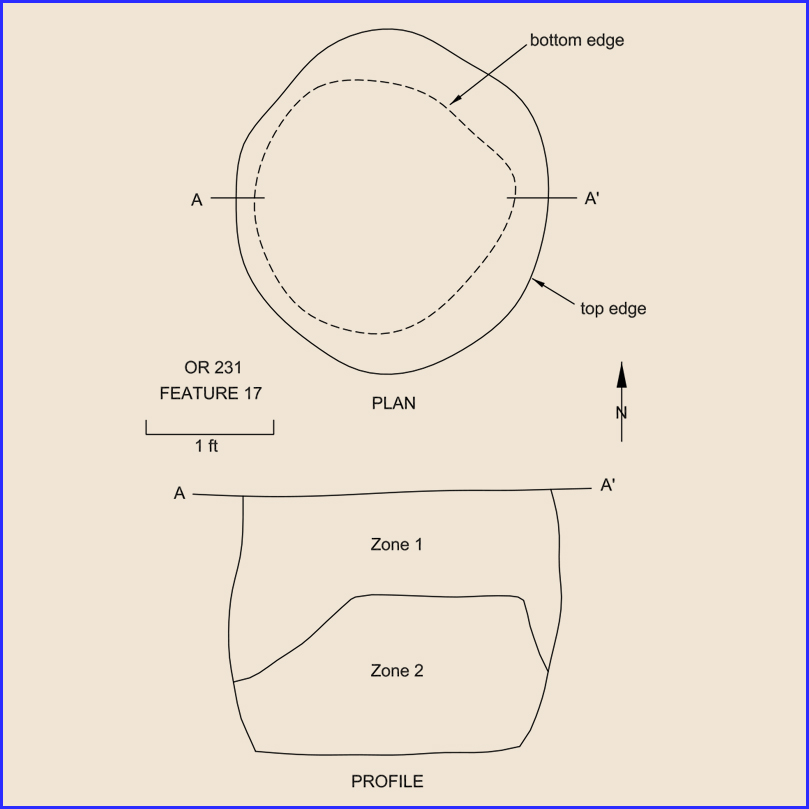 bottom edge
A
A'
top edge
OR 231
FEATURE 17
PLAN
N
1 ft
A
A'
Zone 1
Zone 2
PROFILE